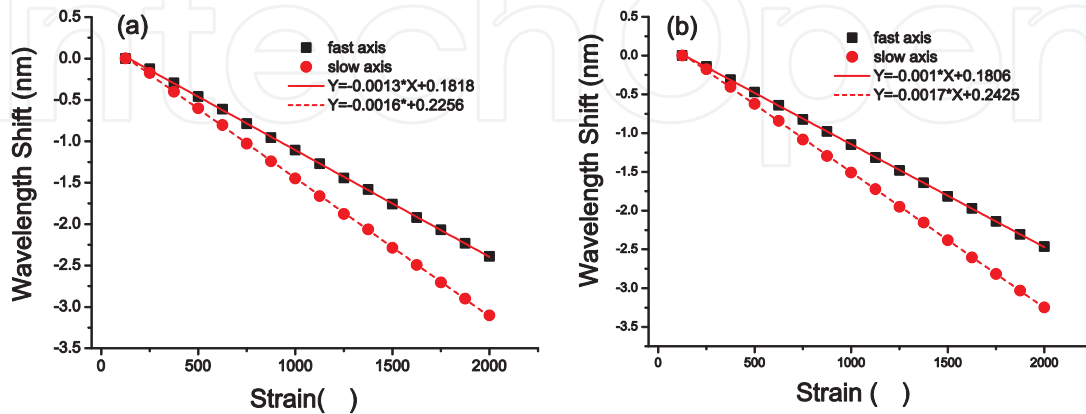 IntechOpen
(a)
fast axis
slow axis
Y=-0.0013*X+0.1818
Y=-0.0016*+0.2256
0.5
0.0
-0.5
-1.0
-1.5
-2.0
-2.5
-3.0
-3.5
0
500
1000
1500
2000
Wavelength Shift (nm)
Strain( )
(b)
fast axis
slow axis
Y=-0.001*X+0.1806
Y=-0.0017*X+0.2425
0.5
0.0
-0.5
-1.0
-1.5
-2.0
-2.5
-3.0
-3.5
0
500
1000
1500
2000
Wavelength Shift (nm)
Strain ( )